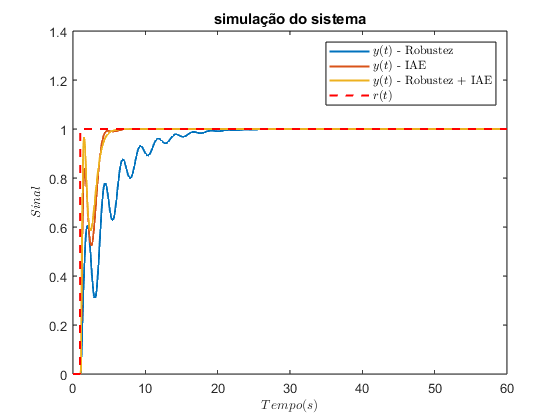 simulação do sistema
y(t) - Robustez
y(t) - IAE
y(t) - Robustez + IAE
r(t)
Sinal
1.4
1.2
1
0.8
0.6
0.4
0.2
0
0 10 20 30 40 50 60
Tempo(s)